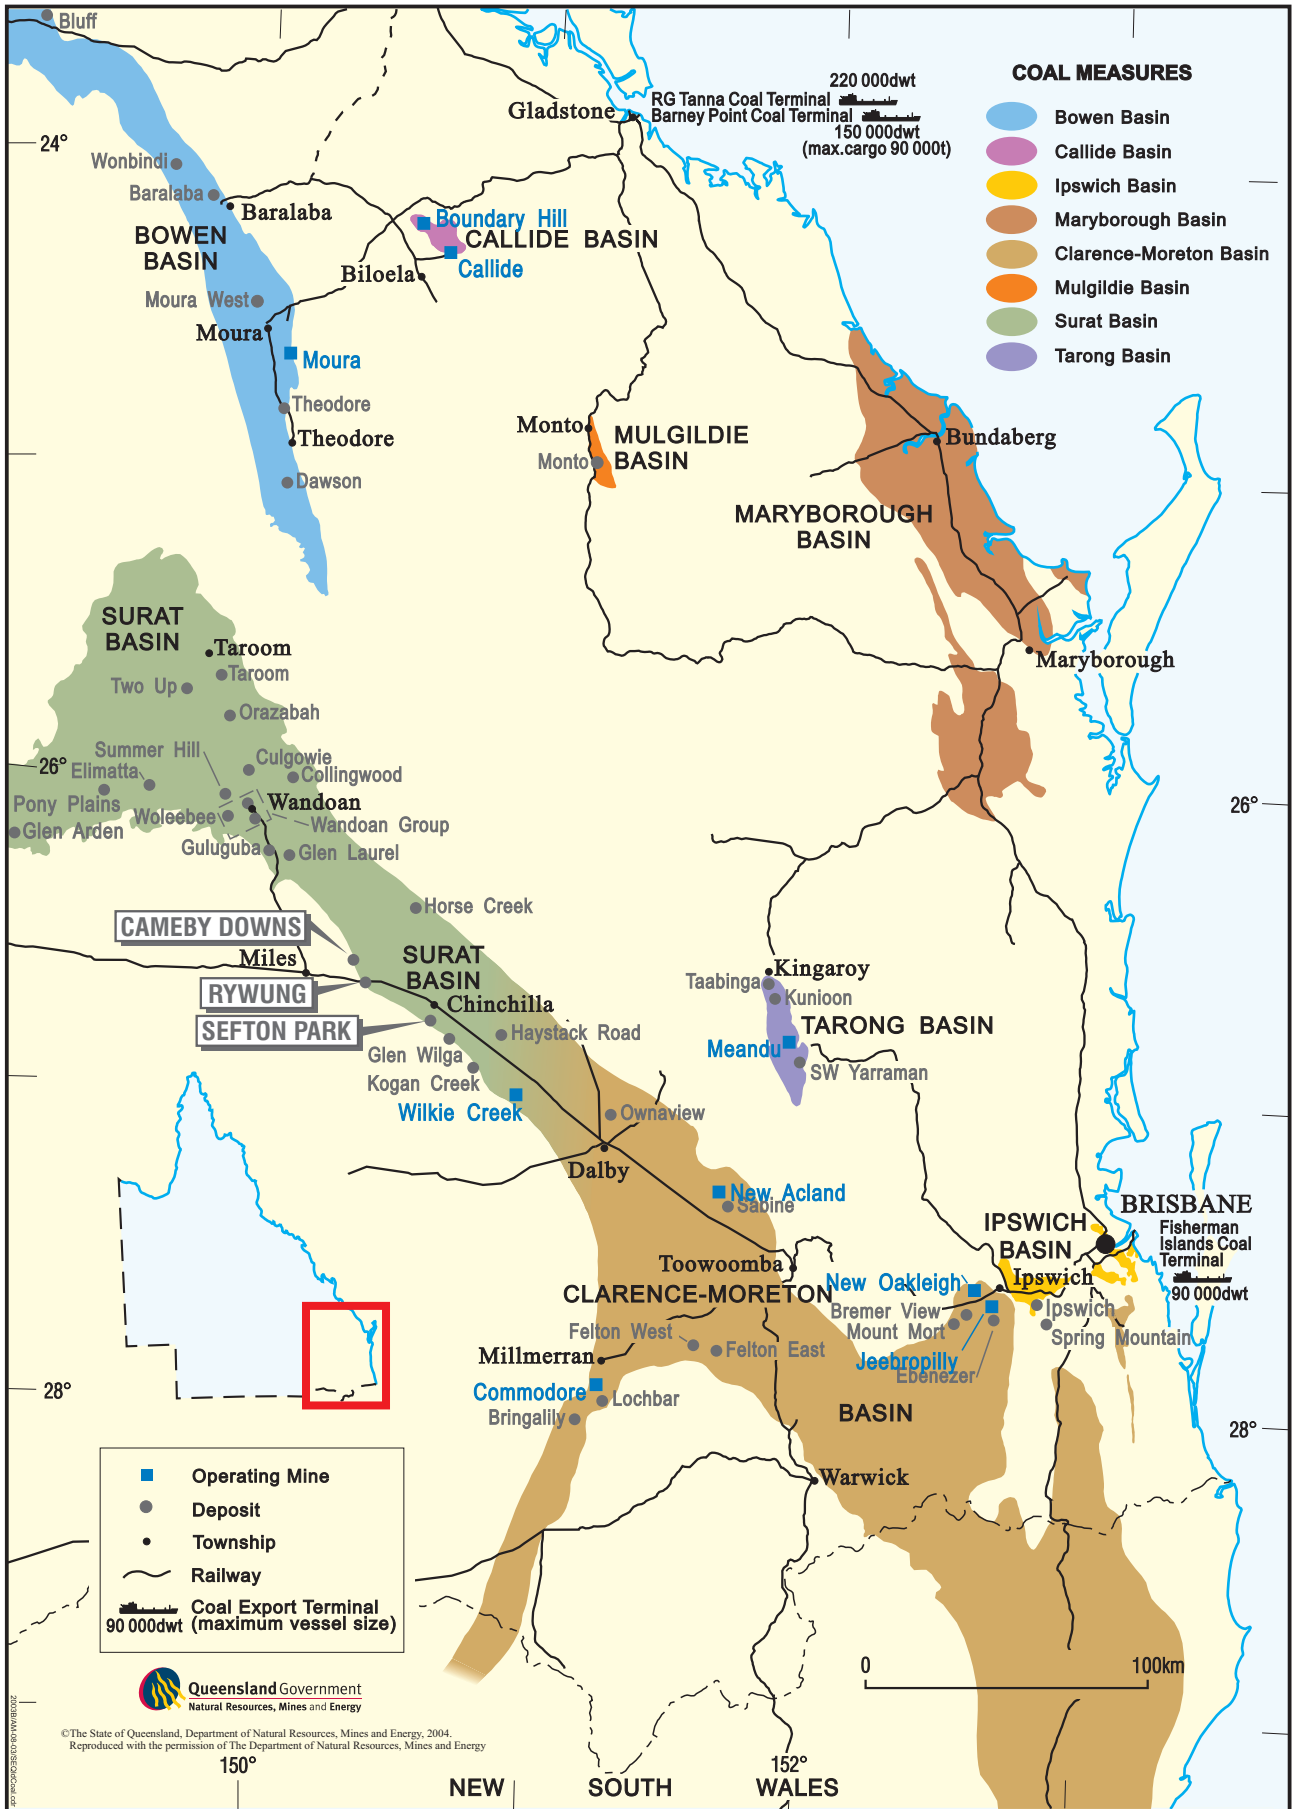 Bluff
24°
Wonbindi
Baralaba
Baralaba
BOWEN
BASIN
Moura West
Moura
Moura
Theodore
Theodore
Dawson
Gladstone
220 000dwt
RG Tanna Coal Terminal
Barney Point Coal Terminal
150 000dwt
(max.cargo 90 000t)
Boundary Hill
CALLIDE BASIN
Callide
Biloela
COAL MEASURES
Bowen Basin
Callide Basin
Ipswich Basin
Maryborough Basin
Clarence-Moreton Basin
Mulgildie Basin
Surat Basin
Tarong Basin
Monto
MULGILDIE
BASIN
Monto
Bundaberg
MARYBOROUGH
BASIN
Maryborough
SURAT
BASIN
Taroom
Taroom
Two Up
Orazabah
Summer Hill
Culgowie
26°
Elimatta
Collingwood
Pony Plains
Wandoan
Woleebee
Wandoan Group
Glen Arden
Guluguba
Glen Laurel
26°
Horse Creek
CAMEBY DOWNS
Miles
SURAT
BASIN
RYWUNG
Chinchilla
SEFTON PARK
Haystack Road
Glen Wilga
Kogan Creek
Wilkie Creek
Kingaroy
Taabinga
Kunioon
TARONG BASIN
Meandu
SW Yarraman
Ownaview
Dalby
New Acland
Sabine
Toowoomba
CLARENCE-MORETON
BASIN
IPSWICH
BASIN
BRISBANE
Fisherman
Islands Coal
Terminal
90 000dwt
Ipswich
New Oakleigh
Bremer View
Mount Mort
Jeebropilly
Ebenezer
Ipswich
Spring Mountain
Felton West
Felton East
Millmerran
Commodore
Lochbar
Bringalily
28°
28°
Warwick
Operating Mine
Deposit
Township
Railway
Coal Export Terminal
90 000dwt (maximum vessel size)
Queensland Government
Natural Resources, Mines and Energy
©The State of Queensland, Department of Natural Resources, Mines and Energy, 2004.
Reproduced with the permission of The Department of Natural Resources, Mines and Energy
0 100km
150°
152°
NEW SOUTH WALES